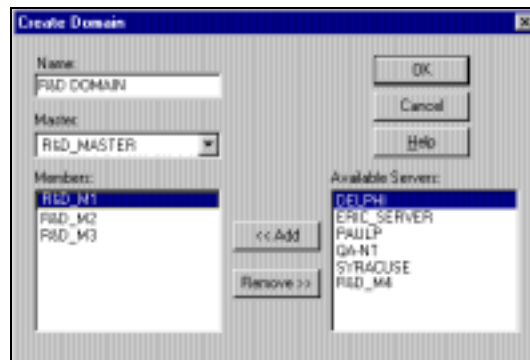 Create Domain
Name:
R&D DOMAIN
OK
Cancel
Help
Master:
R&D_MASTER
Members:
R&D_M1
R&D_M2
R&D_M3
<< Add
Remove >>
Available Servers:
DELPHI
ERIC_SERVER
PAULP
QA-NT
SYRACUSE
R&D_M4